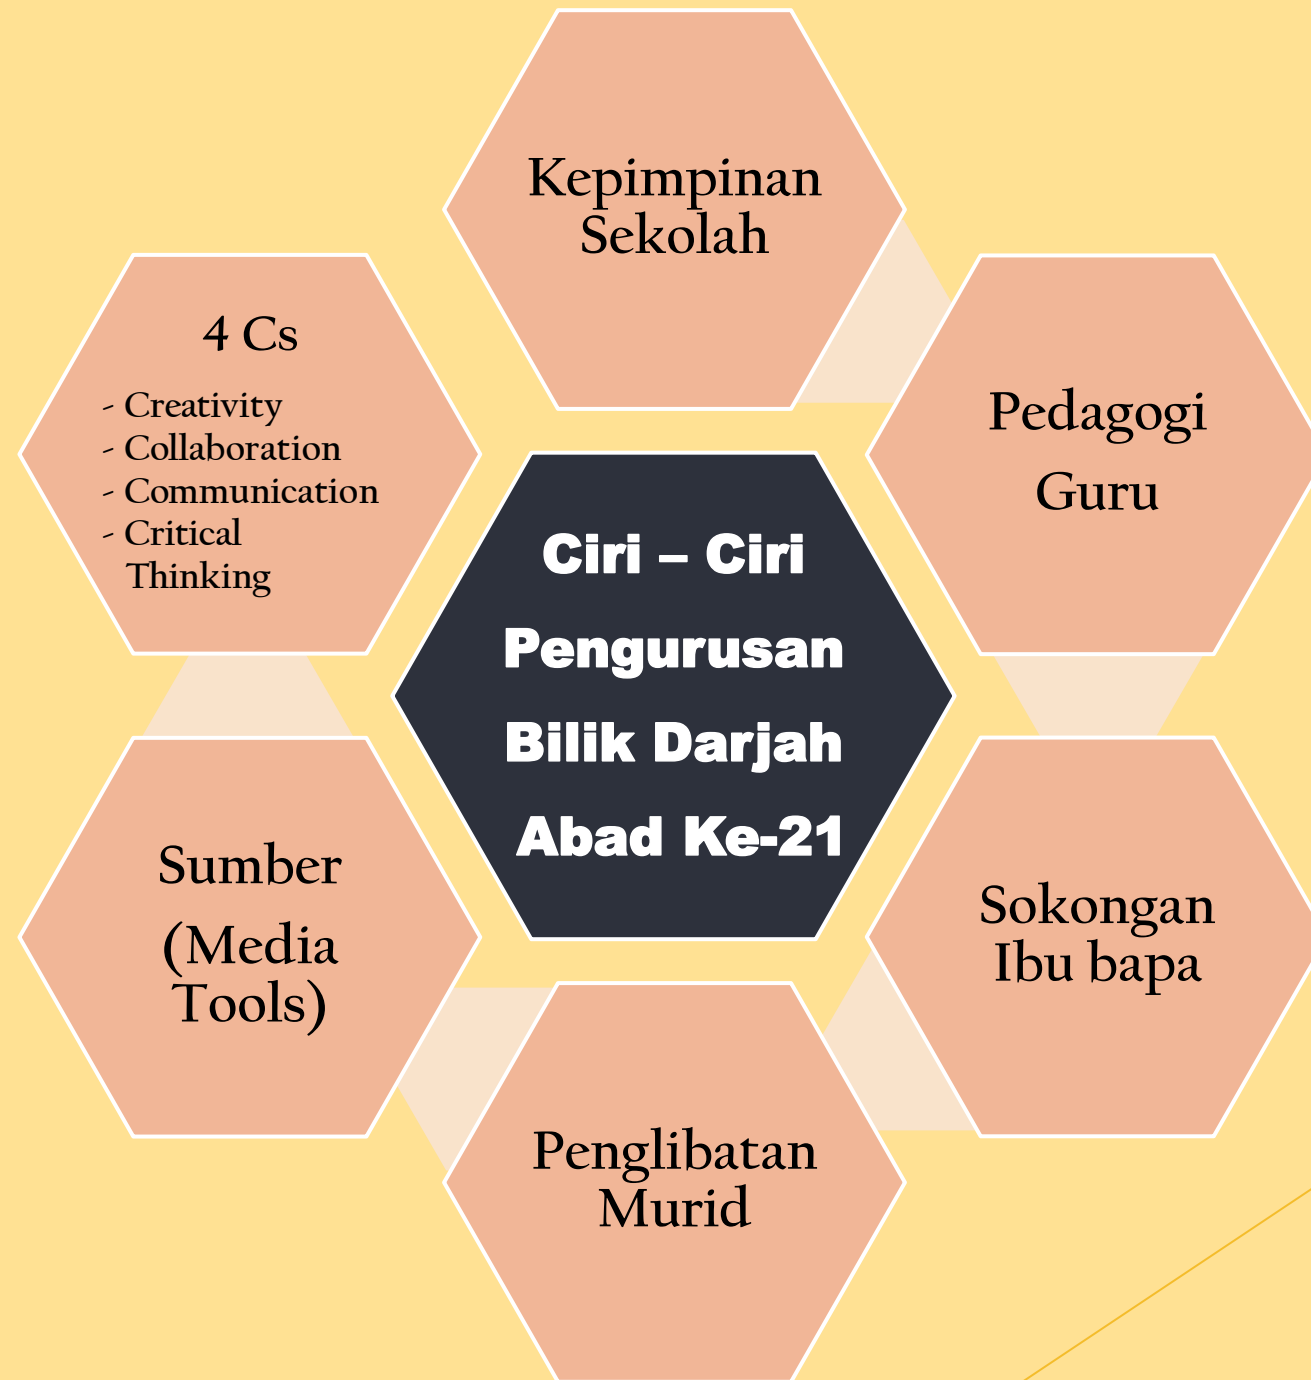 Kepimpinan
Sekolah
4 Cs
- Creativity
- Collaboration
- Communication
- Critical
Thinking
Pedagogi
Guru
Ciri – Ciri
Pengurusan
Bilik Darjah
Abad Ke-21
Sumber
(Media
Tools)
Sokongan
Ibu bapa
Penglibatan
Murid